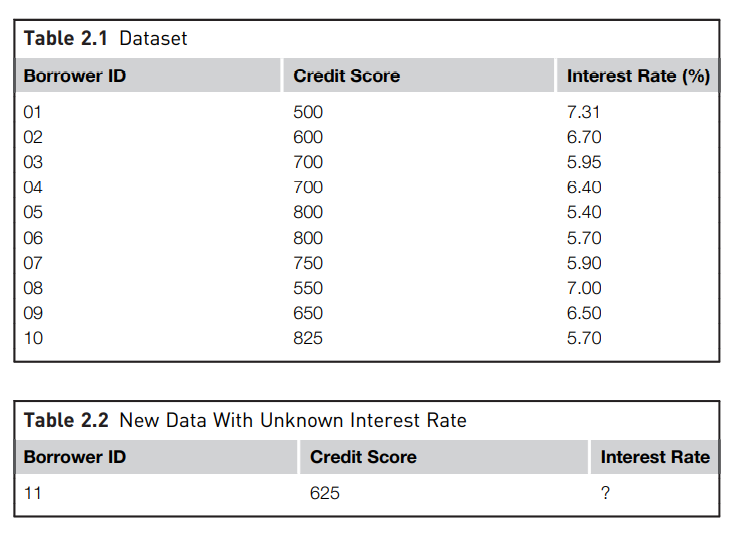 Table 2.1 Dataset
Borrower ID Credit Score Interest Rate (%)
01 500 7.31
02 600 6.70
03 700 5.95
04 700 6.40
05 800 5.40
06 800 5.70
07 750 5.90
08 550 7.00
09 650 6.50
10 825 5.70
Table 2.2 New Data With Unknown Interest Rate
Borrower ID Credit Score Interest Rate
11 625 ?